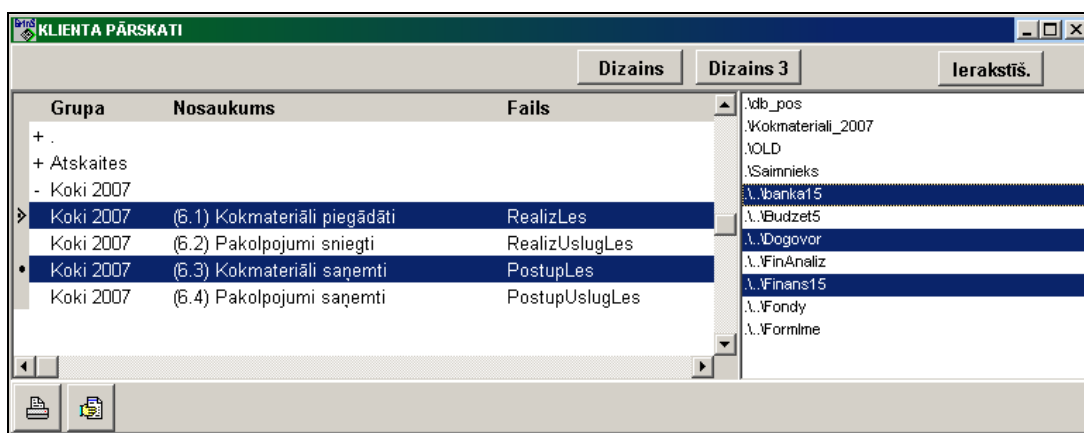 KLIENTA PĀRSKATI
Dizains Dizains 3 Ierakstīš.
Grupa Nosaukums Fails
+ .
+ Atskaites
- Koki 2007
Koki 2007 (6.1) Kokmateriāli piegādāti RealizLes
Koki 2007 (6.2) Pakolpojumi sniegti RealizUslugLes
Koki 2007 (6.3) Kokmateriāli saņemti PostupLes
Koki 2007 (6.4) Pakolpojumi saņemti PostupUslugLes
.\db_pos
.\Kokmateriali_2007
.\OLD
.\Saimnieks
.\..\banka15
.\..\Budzet5
.\..\Dogovor
.\..\FinAnaliz
.\..\Finans15
.\..\Fondy
.\..\FormIme